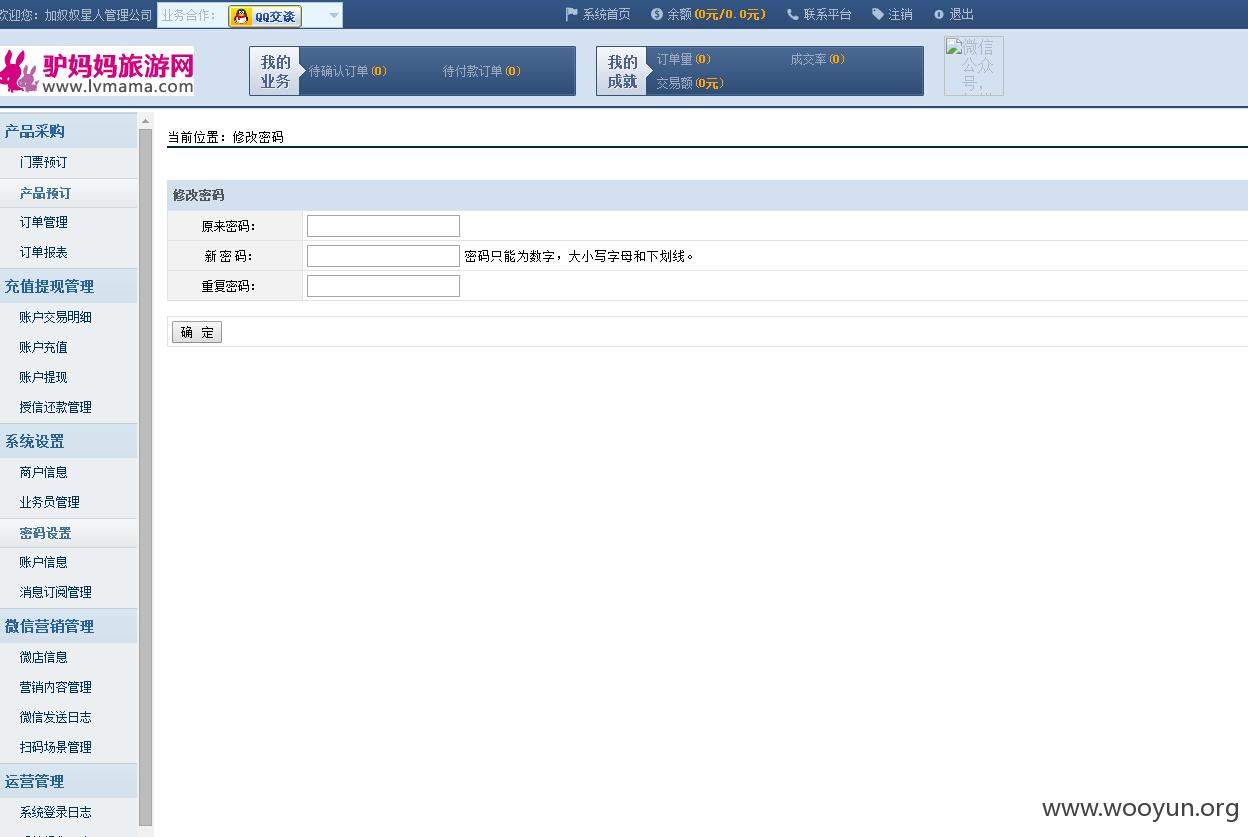 欢迎您：加奴奴星人管理公司 业务合作： QQ交谈 系统首页 余额(0元/0.0元) 联系平台 注销 退出
驴妈妈旅游网
www.lvmama.com
我的
业务
待确认订单(0) 待付款订单(0)
我的
成就
订单量(0) 成交率(0)
交易额(0元)
微信
公众
号，
产品采购
门票预订
产品预订
订单管理
订单报表
充值提现管理
账户交易明细
账户充值
账户提现
授信还款管理
系统设置
商户信息
业务员管理
密码设置
账户信息
消息订阅管理
微信营销管理
微店信息
营销内容管理
微信发送日志
扫码场景管理
运营管理
系统登录日志
当前位置：修改密码
修改密码
原来密码：
新 密 码： 密码只能为数字，大小写字母和下划线。
重复密码：
确 定
www.wooyun.org